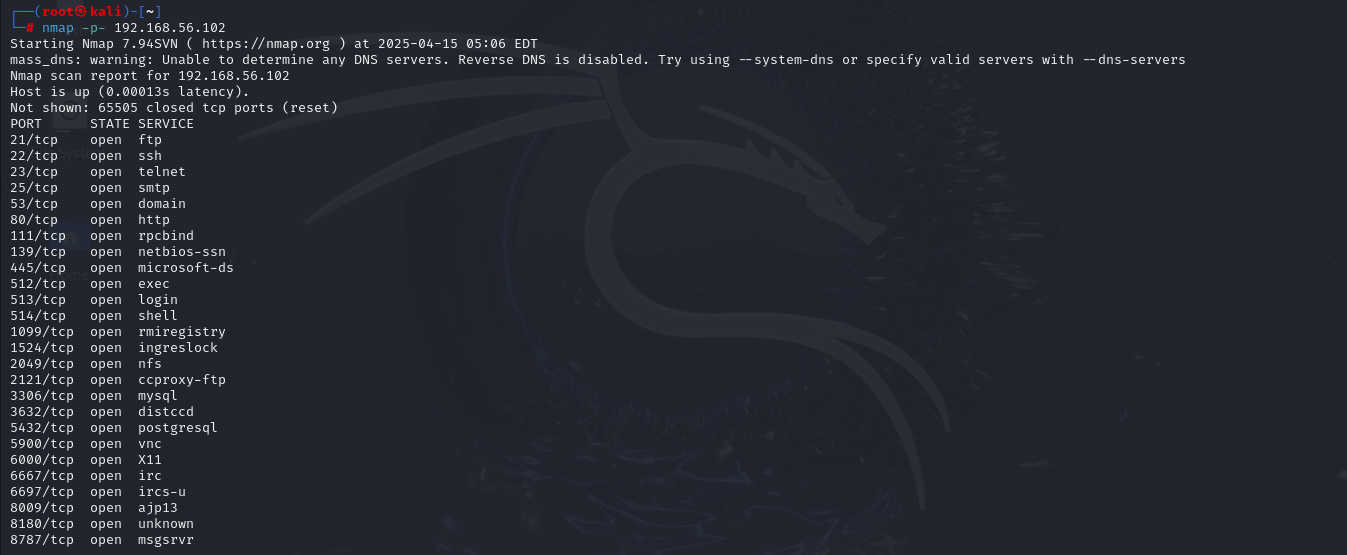 ┌──(root㉿kali)-[~]
└─# nmap -p- 192.168.56.102
Starting Nmap 7.94SVN ( https://nmap.org ) at 2025-04-15 05:06 EDT
mass_dns: warning: Unable to determine any DNS servers. Reverse DNS is disabled. Try using --system-dns or specify valid servers with --dns-servers
Nmap scan report for 192.168.56.102
Host is up (0.00013s latency).
Not shown: 65505 closed tcp ports (reset)
PORT     STATE SERVICE
21/tcp   open  ftp
22/tcp   open  ssh
23/tcp   open  telnet
25/tcp   open  smtp
53/tcp   open  domain
80/tcp   open  http
111/tcp  open  rpcbind
139/tcp  open  netbios-ssn
445/tcp  open  microsoft-ds
512/tcp  open  exec
513/tcp  open  login
514/tcp  open  shell
1099/tcp open  rmiregistry
1524/tcp open  ingreslock
2049/tcp open  nfs
2121/tcp open  ccproxy-ftp
3306/tcp open  mysql
3632/tcp open  distccd
5432/tcp open  postgresql
5900/tcp open  vnc
6000/tcp open  X11
6667/tcp open  irc
6697/tcp open  ircs-u
8009/tcp open  ajp13
8180/tcp open  unknown
8787/tcp open  msgsrvr